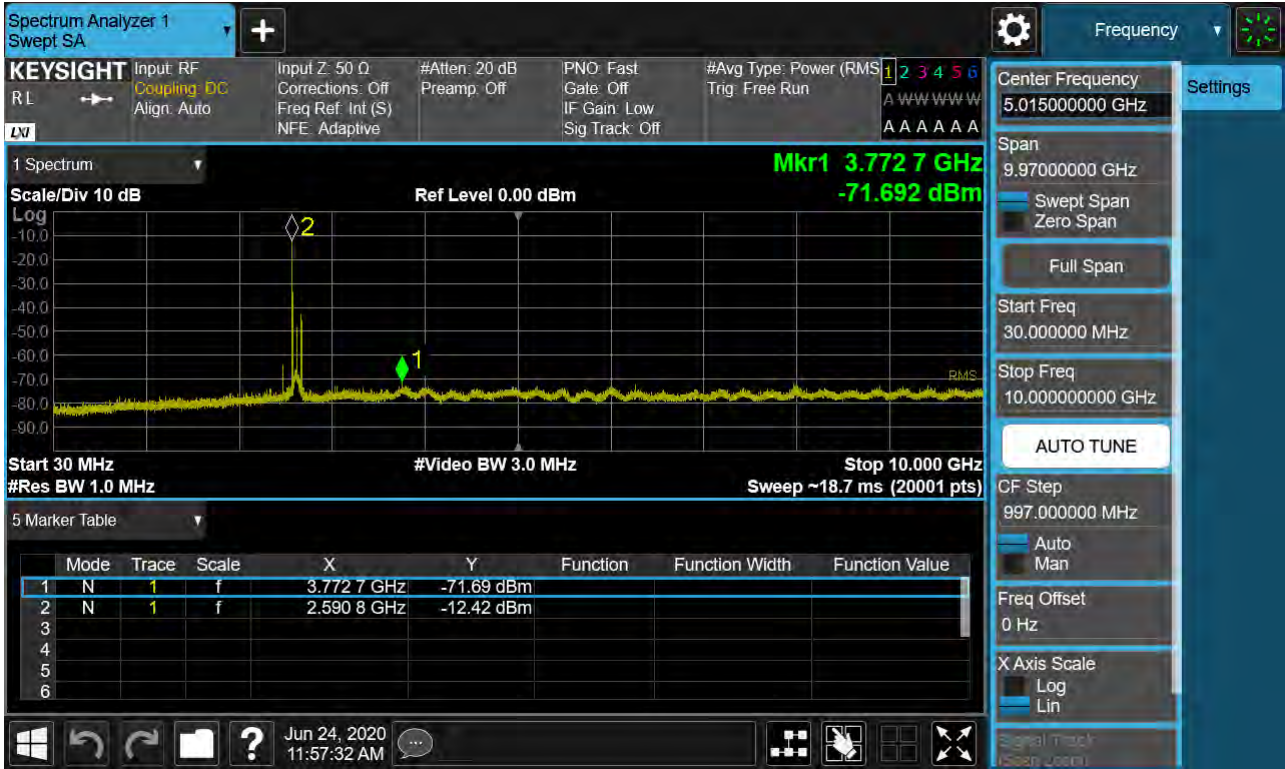 Spectrum Analyzer 1
Swept SA
+
Frequency
KEYSIGHT
RL
LXI
Input: RF
Coupling: DC
Align: Auto
Input Z: 50 Ω
Corrections: Off
Freq Ref: Int (S)
NFE: Adaptive
#Atten: 20 dB
Preamp: Off
PNO: Fast
Gate: Off
IF Gain: Low
Sig Track: Off
#Avg Type: Power (RMS
Trig: Free Run
1 2 3 4 5 6
A W W W W W
A A A A A A
Center Frequency
5.015000000 GHz
Settings
Span
9.97000000 GHz
Swept Span
Zero Span
Full Span
Start Freq
30.000000 MHz
Stop Freq
10.000000000 GHz
AUTO TUNE
CF Step
997.000000 MHz
Auto
Man
Freq Offset
0 Hz
X Axis Scale
Log
Lin
Signal Track
(Span Zoom)
1 Spectrum
Mkr1 3.772 7 GHz
Scale/Div 10 dB
Ref Level 0.00 dBm
-71.692 dBm
Log
-10.0
-20.0
-30.0
-40.0
-50.0
-60.0
-70.0
-80.0
-90.0
2
1
RMS
Start 30 MHz
#Video BW 3.0 MHz
Stop 10.000 GHz
#Res BW 1.0 MHz
Sweep ~18.7 ms (20001 pts)
5 Marker Table
Mode Trace Scale X Y Function Function Width Function Value
1 N 1 f 3.772 7 GHz -71.69 dBm
2 N 1 f 2.590 8 GHz -12.42 dBm
3
4
5
6
?
Jun 24, 2020
11:57:32 AM